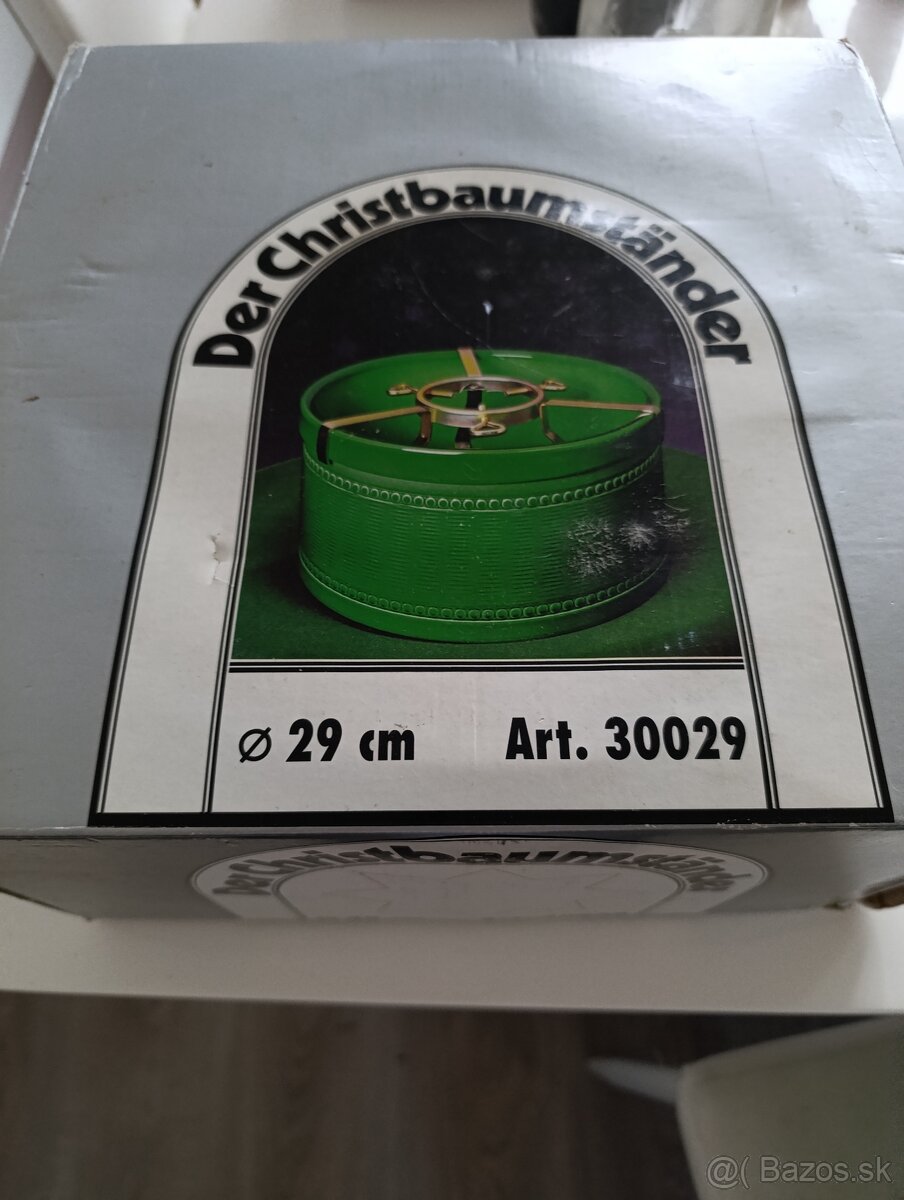 Der Christbaumständer
ø 29 cm Art. 30029
Der Christbaumständer
@( Bazos.sk